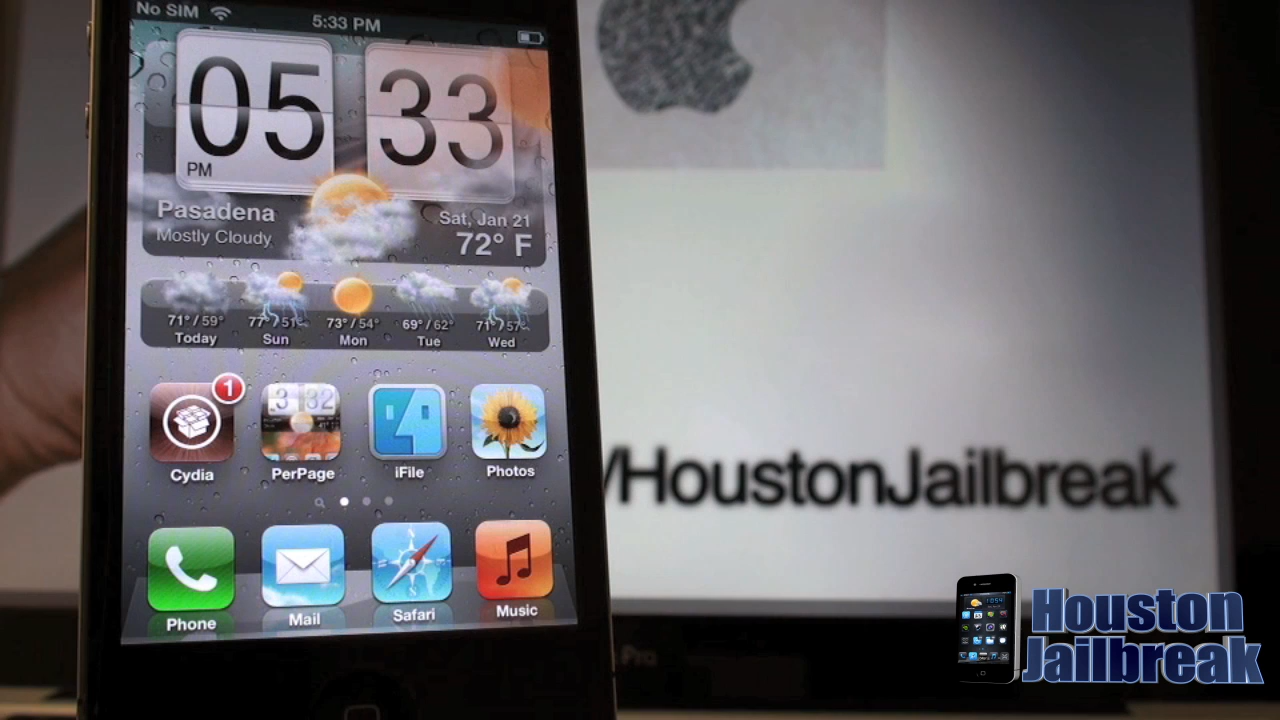 No SIM 5:33 PM
05 33
PM
Pasadena
Mostly Cloudy
Sat, Jan 21
72° F
71° / 59° 77° / 51° 73° / 54° 69° / 62° 71° / 57°
Today Sun Mon Tue Wed
1
Cydia PerPage iFile Photos
Phone Mail Safari Music
/HoustonJailbreak
Pro
Houston
Jailbreak